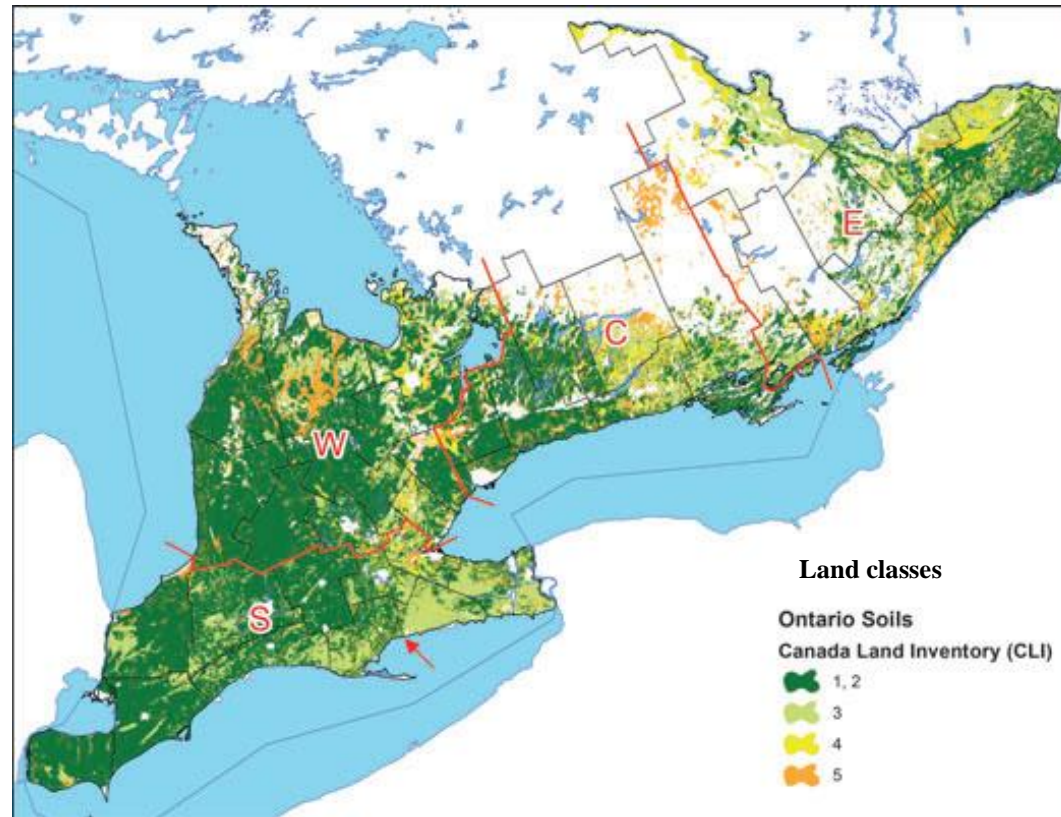 E
C
W
S
Land classes
Ontario Soils
Canada Land Inventory (CLI)
1, 2
3
4
5